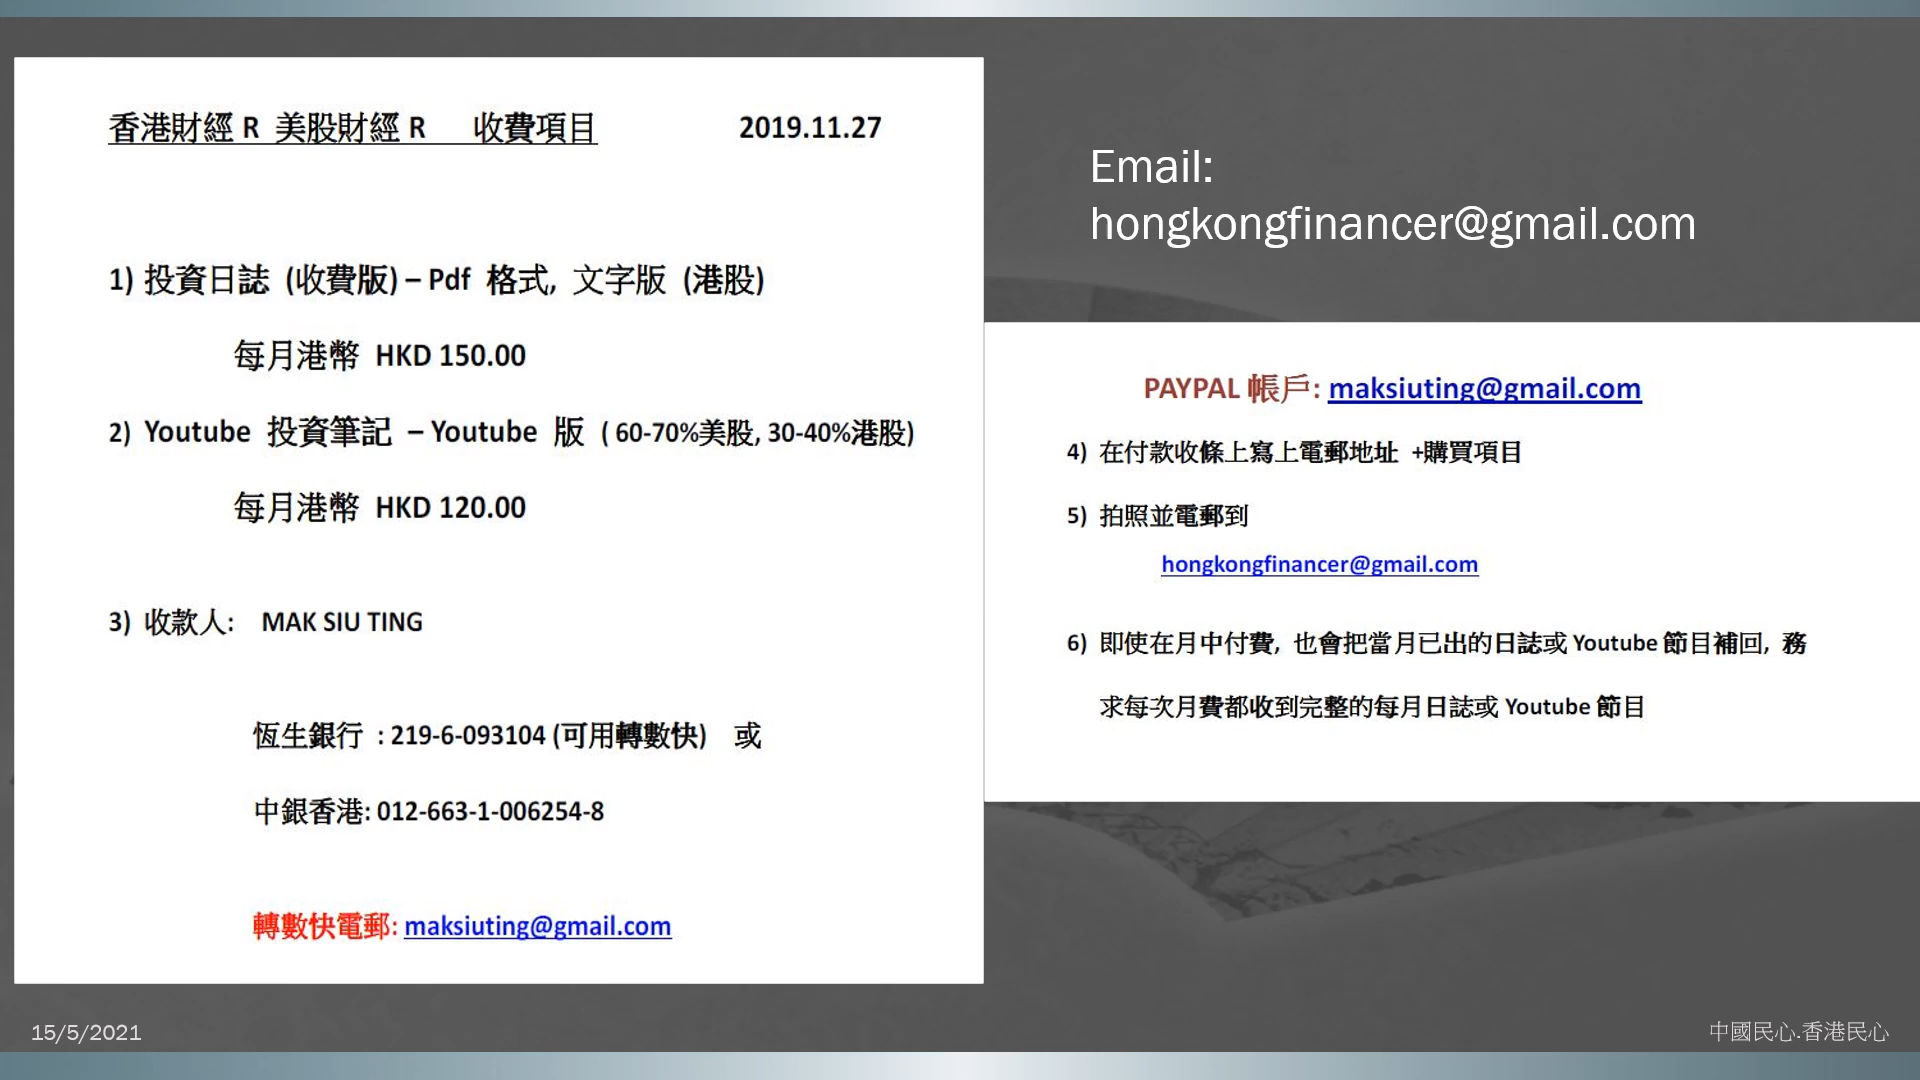 香港財經 R 美股財經 R 收費項目 2019.11.27
1) 投資日誌 (收費版) – Pdf 格式, 文字版 (港股)
每月港幣 HKD 150.00
2) Youtube 投資筆記 – Youtube 版 ( 60-70%美股, 30-40%港股)
每月港幣 HKD 120.00
3) 收款人: MAK SIU TING
恆生銀行 : 219-6-093104 (可用轉數快) 或
中銀香港: 012-663-1-006254-8
轉數快電郵: maksiuting@gmail.com
Email:
hongkongfinancer@gmail.com
PAYPAL 帳戶: maksiuting@gmail.com
4) 在付款收條上寫上電郵地址 +購買項目
5) 拍照並電郵到
hongkongfinancer@gmail.com
6) 即使在月中付費, 也會把當月已出的日誌或 Youtube 節目補回, 務
求每次月費都收到完整的每月日誌或 Youtube 節目
15/5/2021
中國民心.香港民心